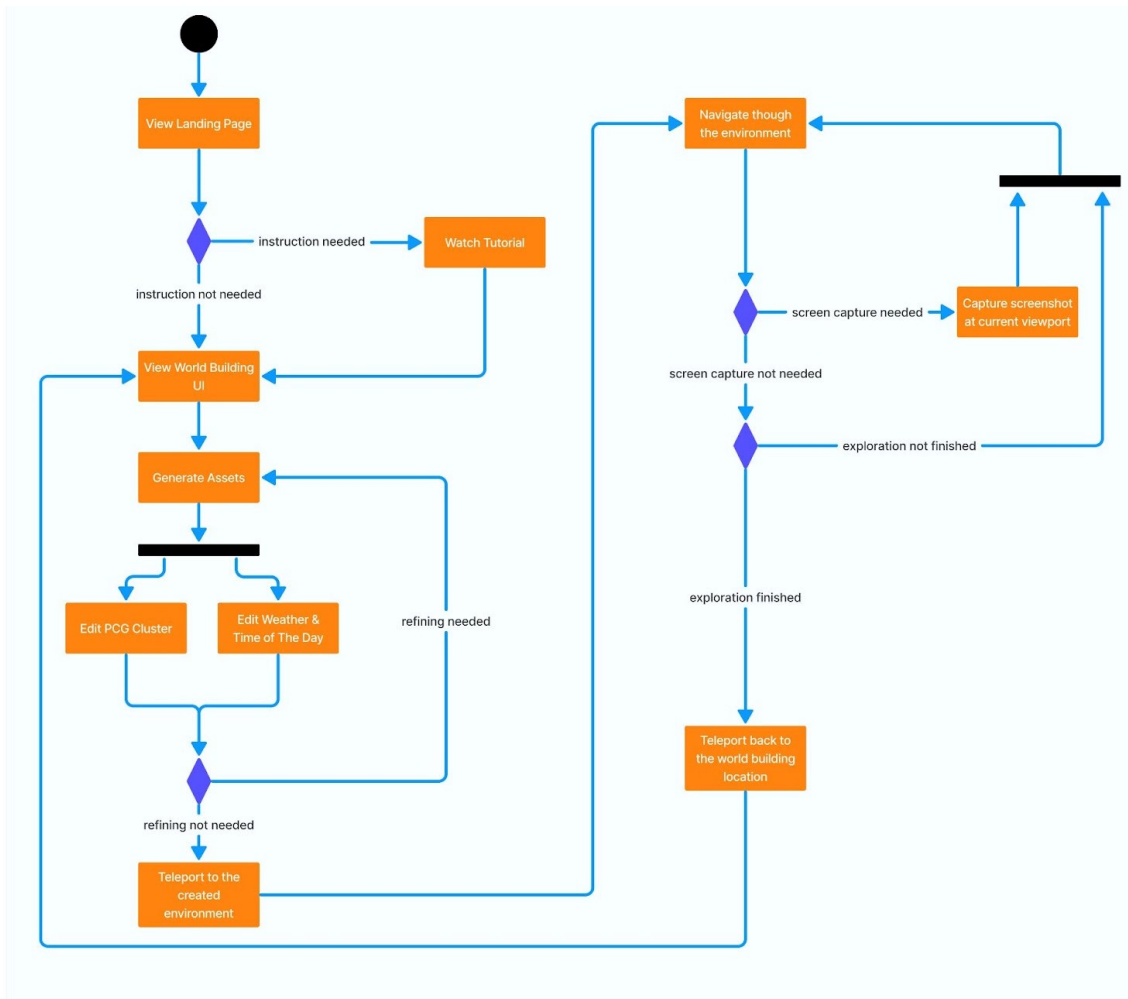 View Landing Page
instruction needed
Watch Tutorial
instruction not needed
View World Building
UI
Generate Assets
Edit PCG Cluster
Edit Weather &
Time of The Day
refining needed
refining not needed
Teleport to the
created
environment
Navigate though
the environment
screen capture needed
Capture screenshot
at current viewport
screen capture not needed
exploration not finished
exploration finished
Teleport back to
the world building
location